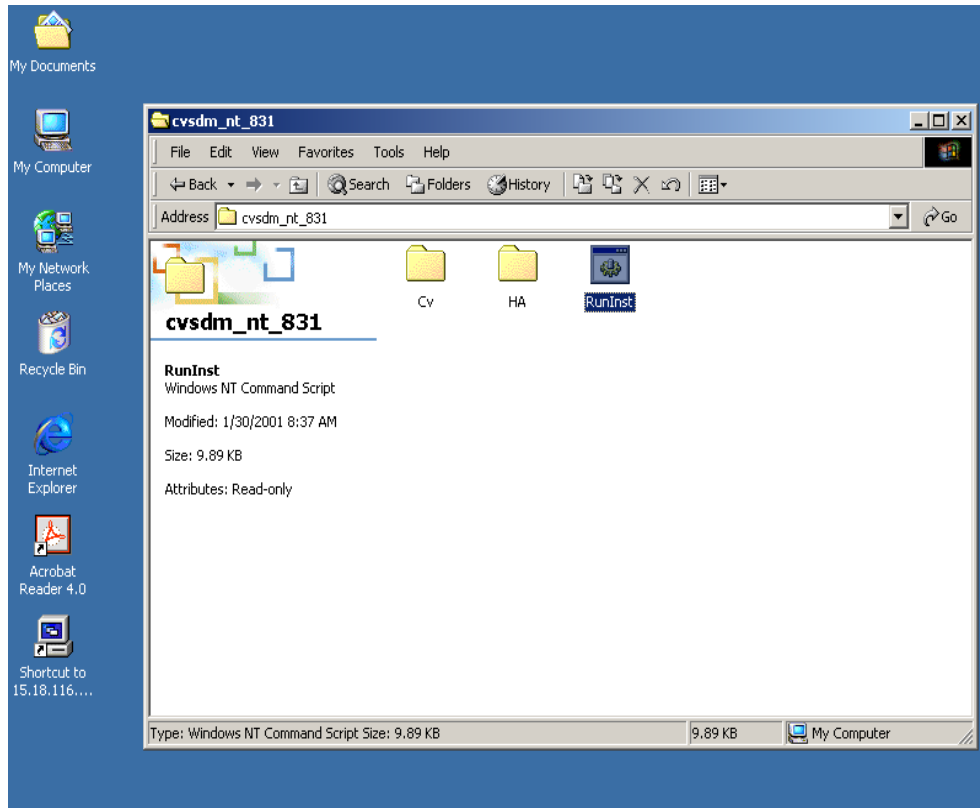 My Documents
My Computer
My Network
Places
Recycle Bin
Internet
Explorer
Acrobat
Reader 4.0
Shortcut to
15.18.116....
cvsdm_nt_831
File Edit View Favorites Tools Help
Back Search Folders History
Address cvsdm_nt_831 Go
Cv HA RunInst
cvsdm_nt_831
RunInst
Windows NT Command Script
Modified: 1/30/2001 8:37 AM
Size: 9.89 KB
Attributes: Read-only
Type: Windows NT Command Script Size: 9.89 KB 9.89 KB My Computer